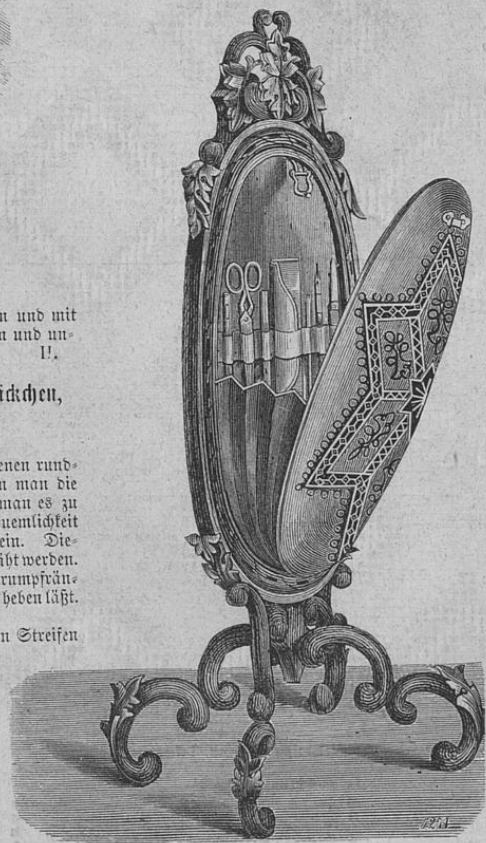 n und mit
n und un-
U.
ickchen,
enen rund-
n man die
man es zu
uemlichkeit
ein. Die-
äht werden.
rumpfrän-
heben läßt.
n Streifen